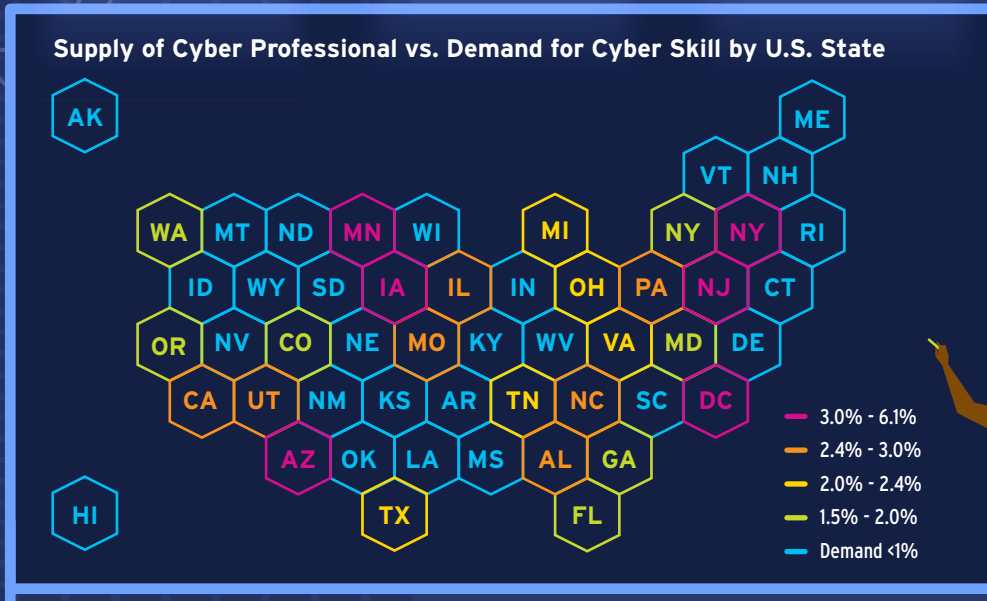 Supply of Cyber Professional vs. Demand for Cyber Skill by U.S. State
AK
ME
VT NH
WA MT ND MN WI MI NY NY RI
ID WY SD IA IL IN OH PA NJ CT
OR NV CO NE MO KY WV VA MD DE
CA UT NM KS AR TN NC SC DC
AZ OK LA MS AL GA
HI TX FL
3.0% - 6.1%
2.4% - 3.0%
2.0% - 2.4%
1.5% - 2.0%
Demand <1%